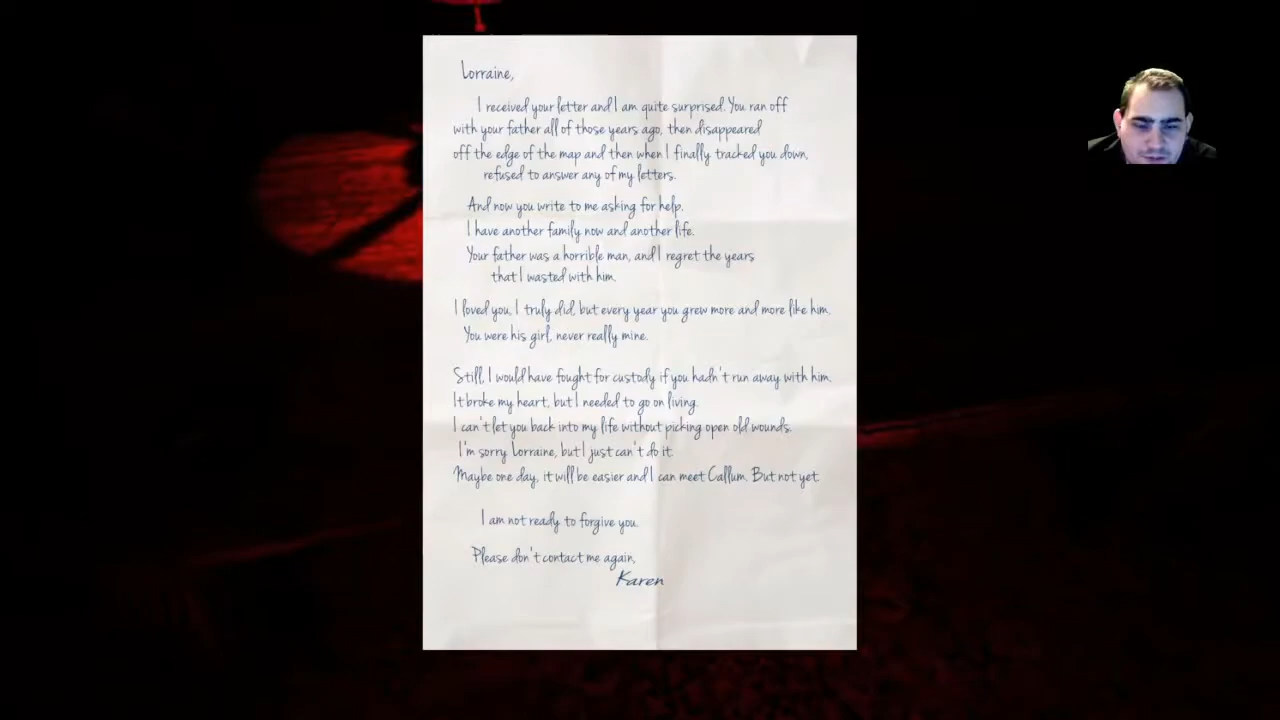 Lorraine,
I received your letter and I am quite surprised. You ran off
with your father all of those years ago, then disappeared
off the edge of the map and then when I finally tracked you down,
refused to answer any of my letters.
And now you write to me asking for help.
I have another family now and another life.
Your father was a horrible man, and I regret the years
that I wasted with him.
I loved you, I truly did, but every year you grew more and more like him.
You were his girl, never really mine.
Still, I would have fought for custody if you hadn't run away with him.
It broke my heart, but I needed to go on living.
I can't let you back into my life without picking open old wounds.
I'm sorry Lorraine, but I just can't do it.
Maybe one day, it will be easier and I can meet Callum. But not yet.
I am not ready to forgive you.
Please don't contact me again,
Karen